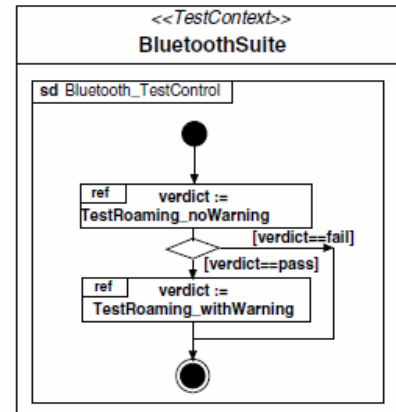 <<TestContext>>
BluetoothSuite
sd Bluetooth_TestControl
ref verdict :=
TestRoaming_noWarning
[verdict==fail]
[verdict==pass]
ref verdict :=
TestRoaming_withWarning